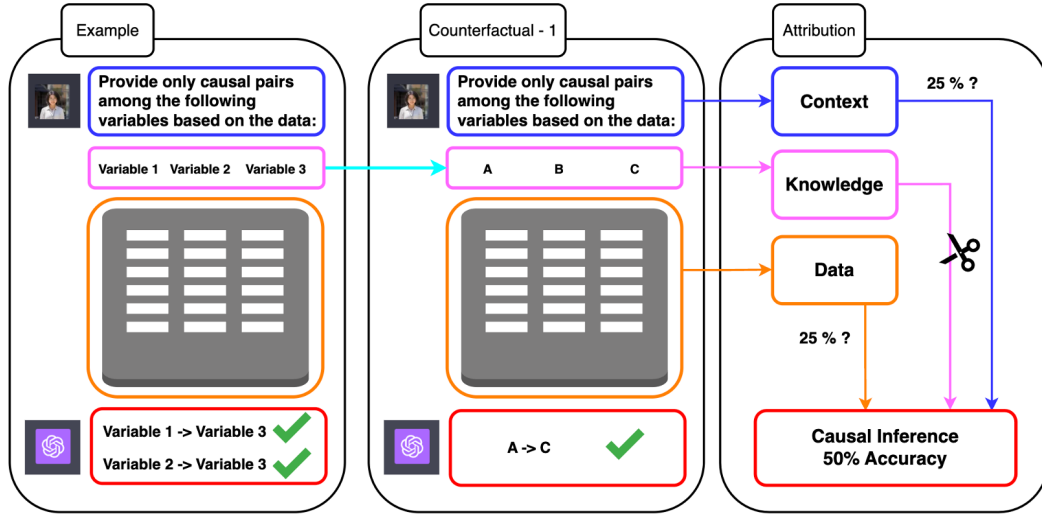 Example
Provide only causal pairs
among the following
variables based on the data:
Variable 1 Variable 2 Variable 3
Variable 1 -> Variable 3
Variable 2 -> Variable 3
Counterfactual - 1
Provide only causal pairs
among the following
variables based on the data:
A B C
A -> C
Attribution
Context
25 % ?
Knowledge
Data
25 % ?
Causal Inference
50% Accuracy